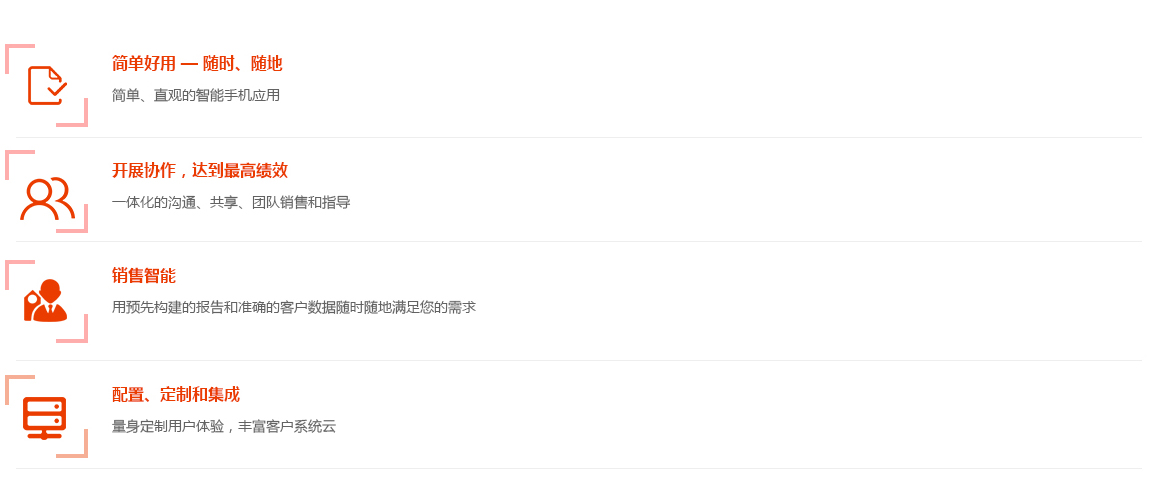 简单好用 — 随时、随地
简单、直观的智能手机应用
开展协作，达到最高绩效
一体化的沟通、共享、团队销售和指导
销售智能
用预先构建的报告和准确的客户数据随时随地满足您的需求
配置、定制和集成
量身定制用户体验，丰富客户系统云